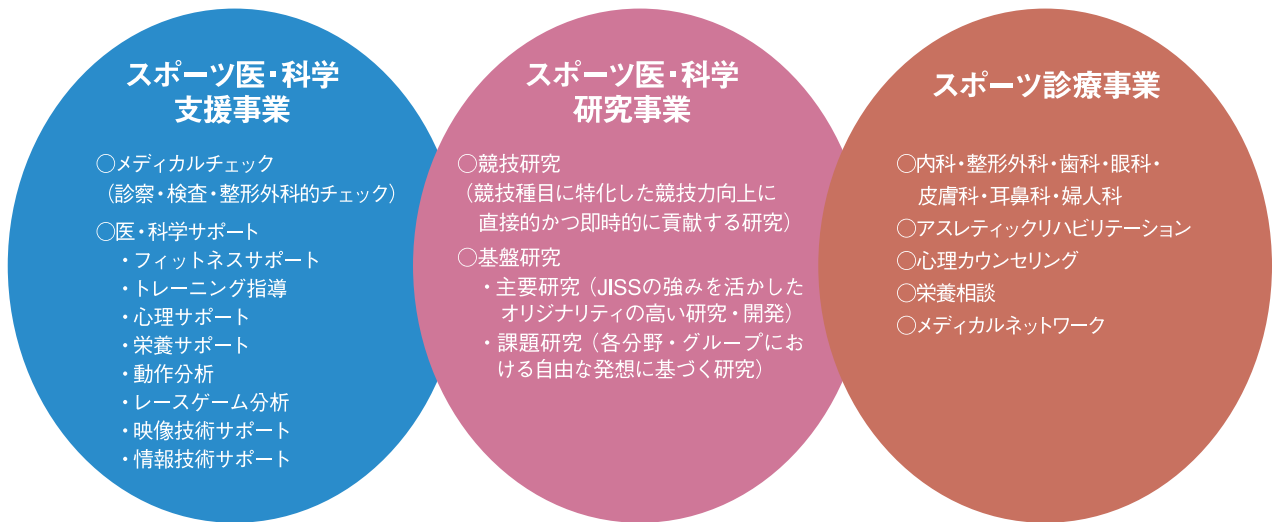 スポーツ医・科学
支援事業
○メディカルチェック
（診察・検査・整形外科的チェック）
○医・科学サポート
・フィットネスサポート
・トレーニング指導
・心理サポート
・栄養サポート
・動作分析
・レースゲーム分析
・映像技術サポート
・情報技術サポート
スポーツ医・科学
研究事業
○競技研究
（競技種目に特化した競技力向上に
直接的かつ即時的に貢献する研究）
○基盤研究
・主要研究（JISSの強みを活かした
オリジナリティの高い研究・開発）
・課題研究（各分野・グループにお
ける自由な発想に基づく研究）
スポーツ診療事業
○内科・整形外科・歯科・眼科・
皮膚科・耳鼻科・婦人科
○アスレティックリハビリテーション
○心理カウンセリング
○栄養相談
○メディカルネットワーク